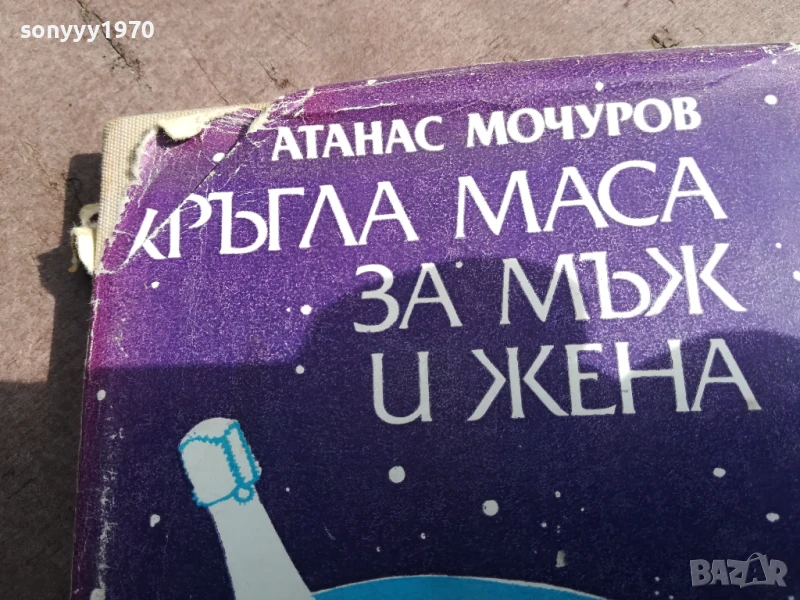 sonyyy1970
АТАНАС МОЧУРОВ
КРЪГЛА МАСА
ЗА МЪЖ
И ЖЕНА
BAZAR